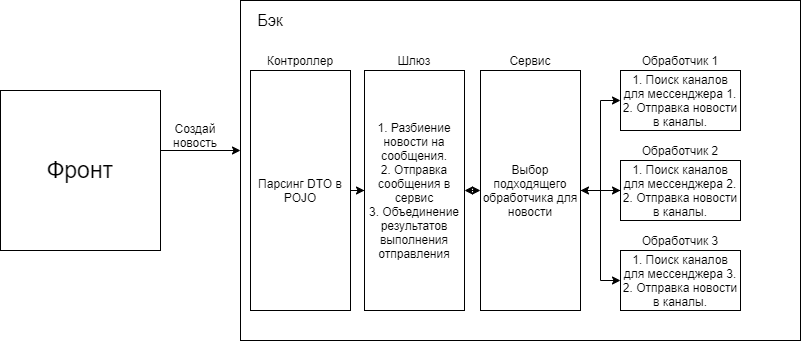 Бэк
Контроллер
Шлюз
Сервис
Обработчик 1
1. Поиск каналов
для мессенджера 1.
2. Отправка новости
в каналы.
Создай
новость
1. Разбиение
новости на
сообщения.
2. Отправка
сообщения в
сервис
3. Объединение
результатов
выполнения
отправления
Обработчик 2
1. Поиск каналов
для мессенджера 2.
2. Отправка новости
в каналы.
Фронт
Парсинг DTO в
POJO
Выбор
подходящего
обработчика для
новости
Обработчик 3
1. Поиск каналов
для мессенджера 3.
2. Отправка новости
в каналы.